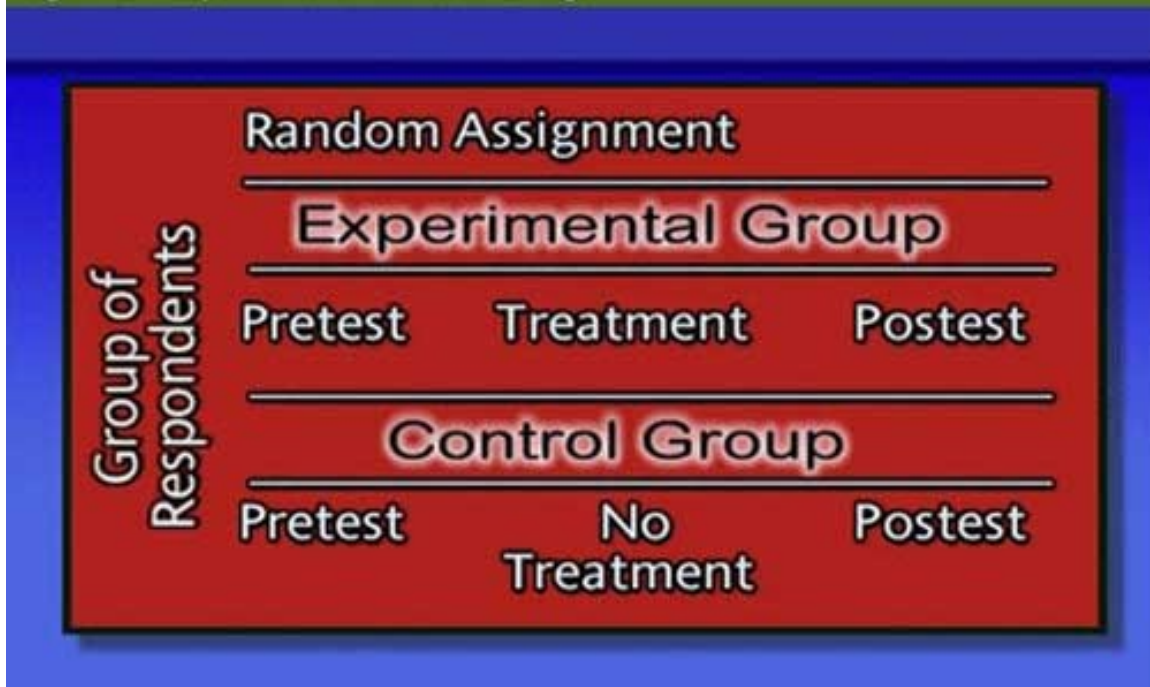 Group of
Respondents
Random Assignment
Experimental Group
Pretest Treatment Postest
Control Group
Pretest No Treatment Postest